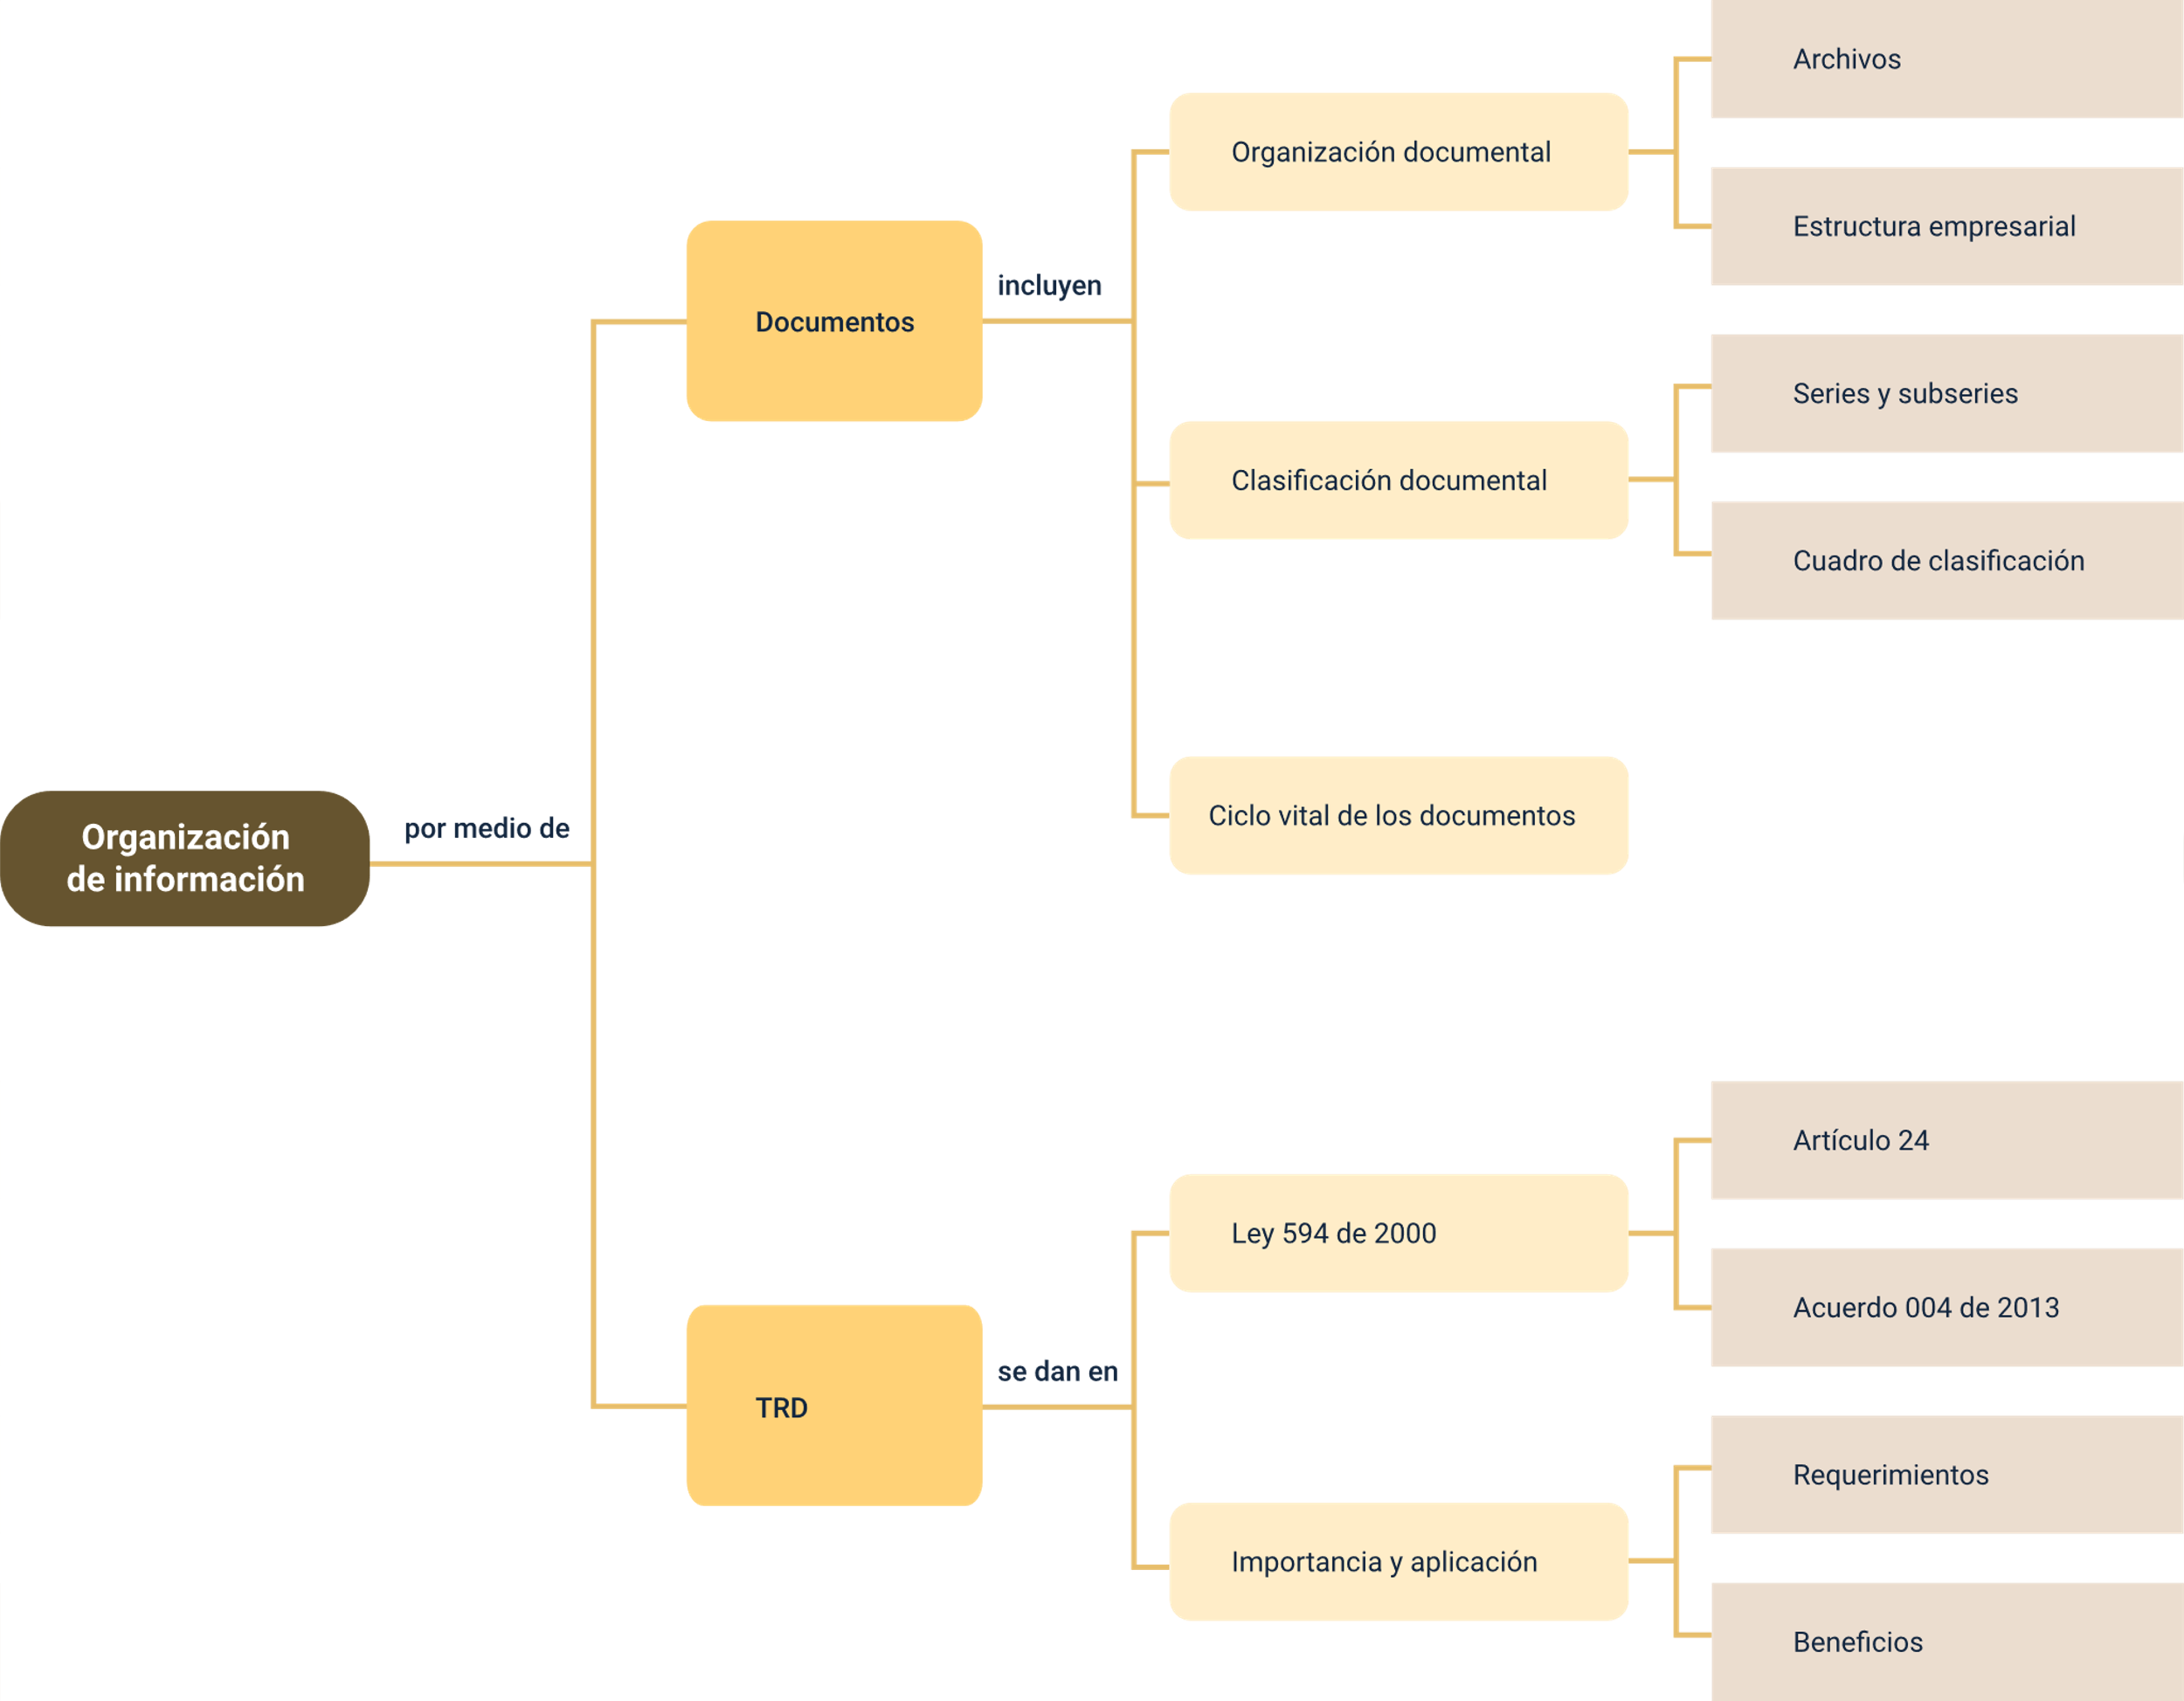 Organización
de información
por medio de
Documentos
incluyen
Organización documental
Archivos
Estructura empresarial
Clasificación documental
Series y subseries
Cuadro de clasificación
Ciclo vital de los documentos
TRD
se dan en
Ley 594 de 2000
Artículo 24
Acuerdo 004 de 2013
Importancia y aplicación
Requerimientos
Beneficios